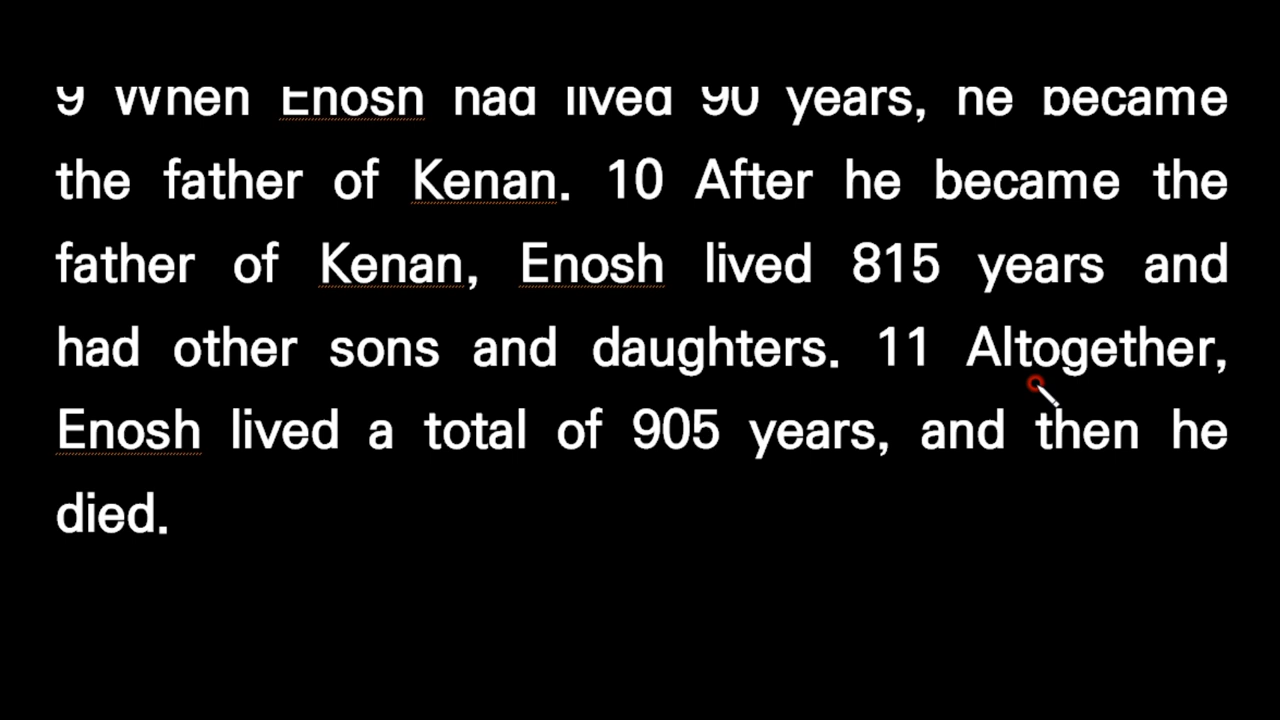 9 When Enosh had lived 90 years, he became
the father of Kenan. 10 After he became the
father of Kenan, Enosh lived 815 years and
had other sons and daughters. 11 Altogether,
Enosh lived a total of 905 years, and then he
died.